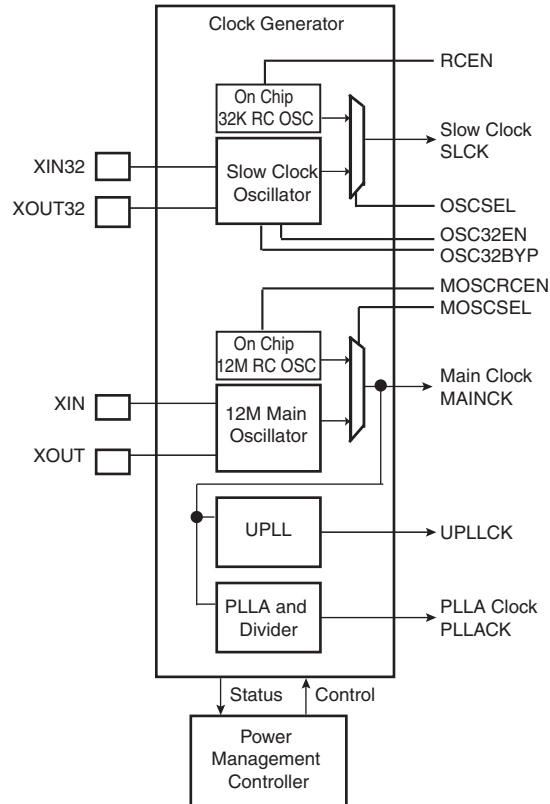 Clock Generator
RCEN
On Chip
32K RC OSC
Slow Clock
SLCK
XIN32
Slow Clock
Oscillator
XOUT32
OSCSEL
OSC32EN
OSC32BYP
MOSCRCEN
MOSCSEL
On Chip
12M RC OSC
Main Clock
MAINCK
XIN
12M Main
Oscillator
XOUT
UPLL
UPLLCK
PLLA and
Divider
PLLA Clock
PLLACK
Status
Control
Power
Management
Controller